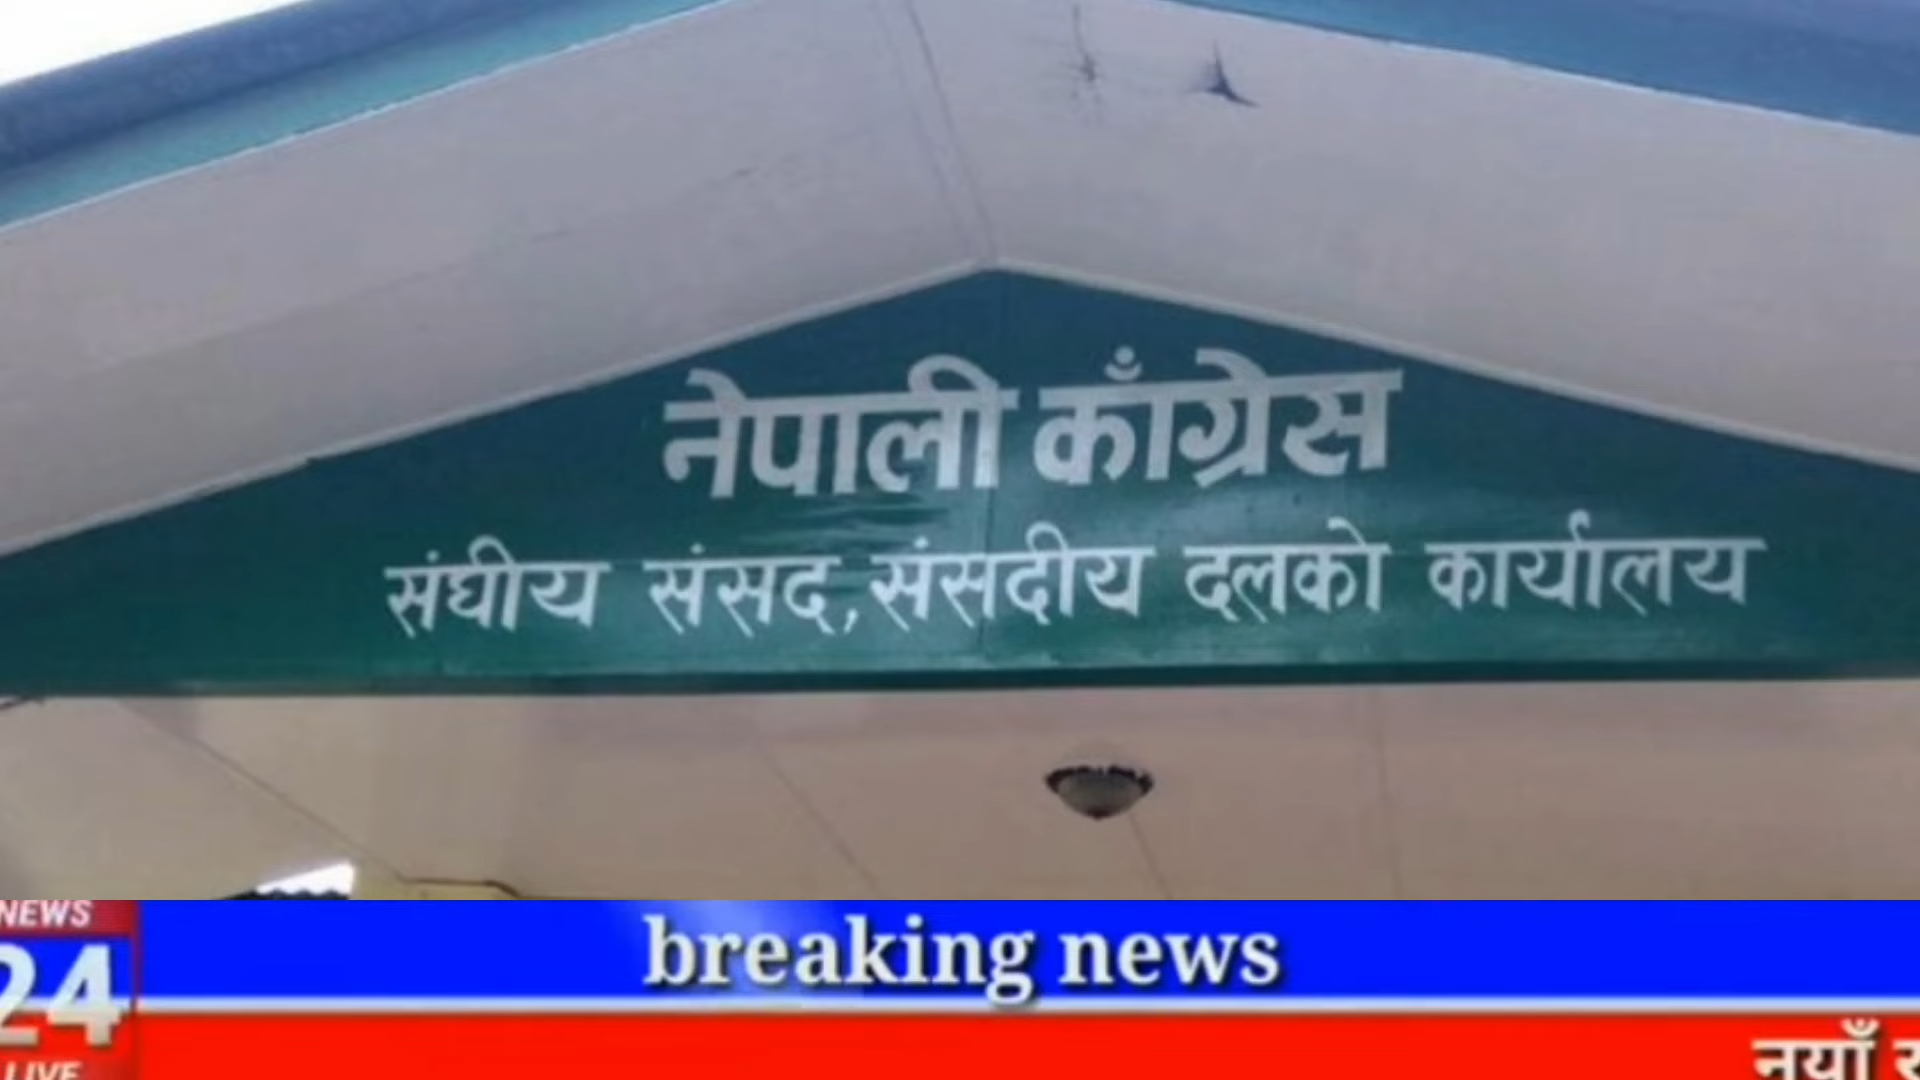 नेपाली काँग्रेस
संघीय संसद,संसदीय दलको कार्यालय
NEWS
24
LIVE
breaking news
नयाँ